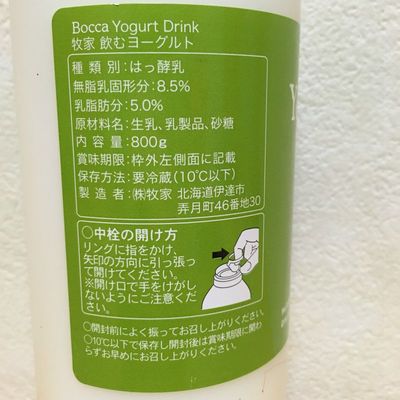 Bocca Yogurt Drink
牧家 飲むヨーグルト
種類別：はっ酵乳
無脂乳固形分：8.5%
乳脂肪分：5.0%
原材料名：生乳、乳製品、砂糖
内容量：800g
賞味期限：枠外左側面に記載
保存方法：要冷蔵(10℃以下)
製造者：㈱牧家 北海道伊達市
弄月町46番地30
○中栓の開け方
リングに指をかけ、
矢印の方向に引っ張っ
て開けてください。
※開け口で手をけがし
ないようにご注意くだ
さい。
○開封前によく振ってお召し上がりください。
○10℃以下で保存し開封後は賞味期限に関わ
らずお早めにお召し上がりください。
Y